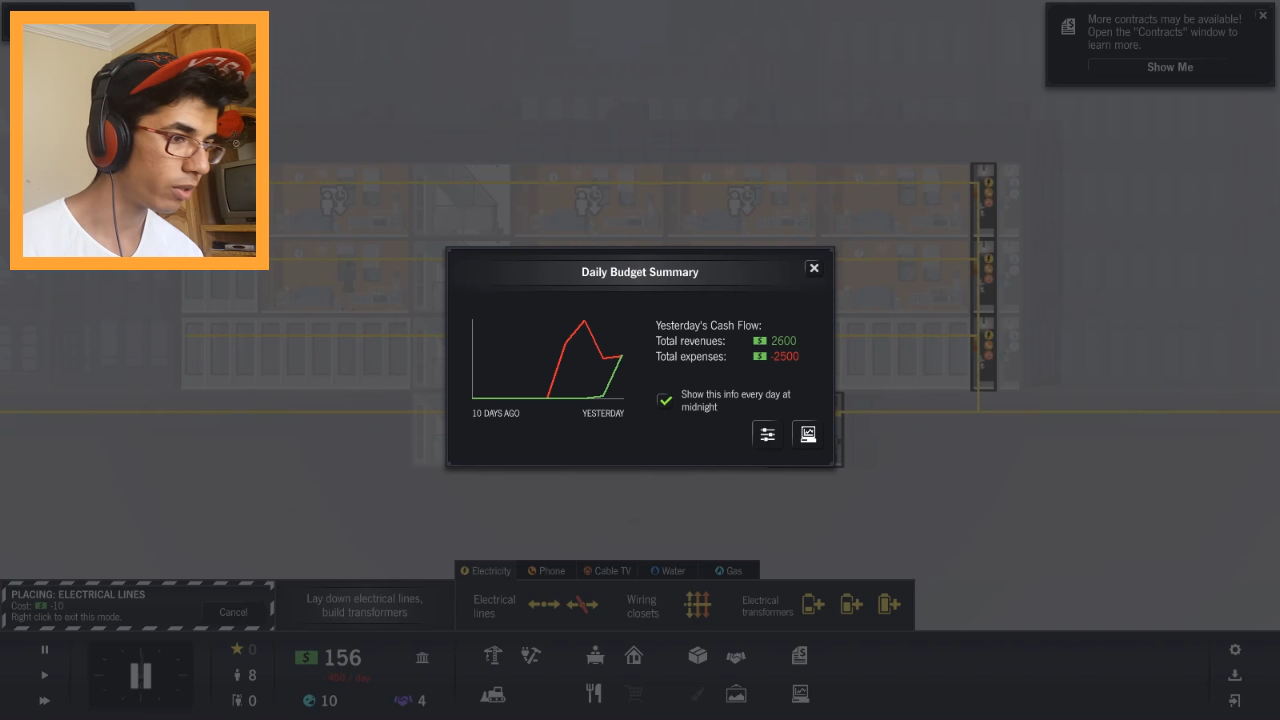 More contracts may be available!
Open the "Contracts" window to
learn more.
Show Me
Daily Budget Summary
Yesterday's Cash Flow:
Total revenues: $ 2600
Total expenses: $ -2500
Show this info every day at
midnight
10 DAYS AGO YESTERDAY
Electricity Phone Cable TV Water Gas
PLACING: ELECTRICAL LINES
Cost: $ -10
Right click to exit this mode.
Cancel
Lay down electrical lines,
build transformers
Electrical
lines
Wiring
closets
Electrical
transformers
0
$ 156
8
-450 / day
0
10
4